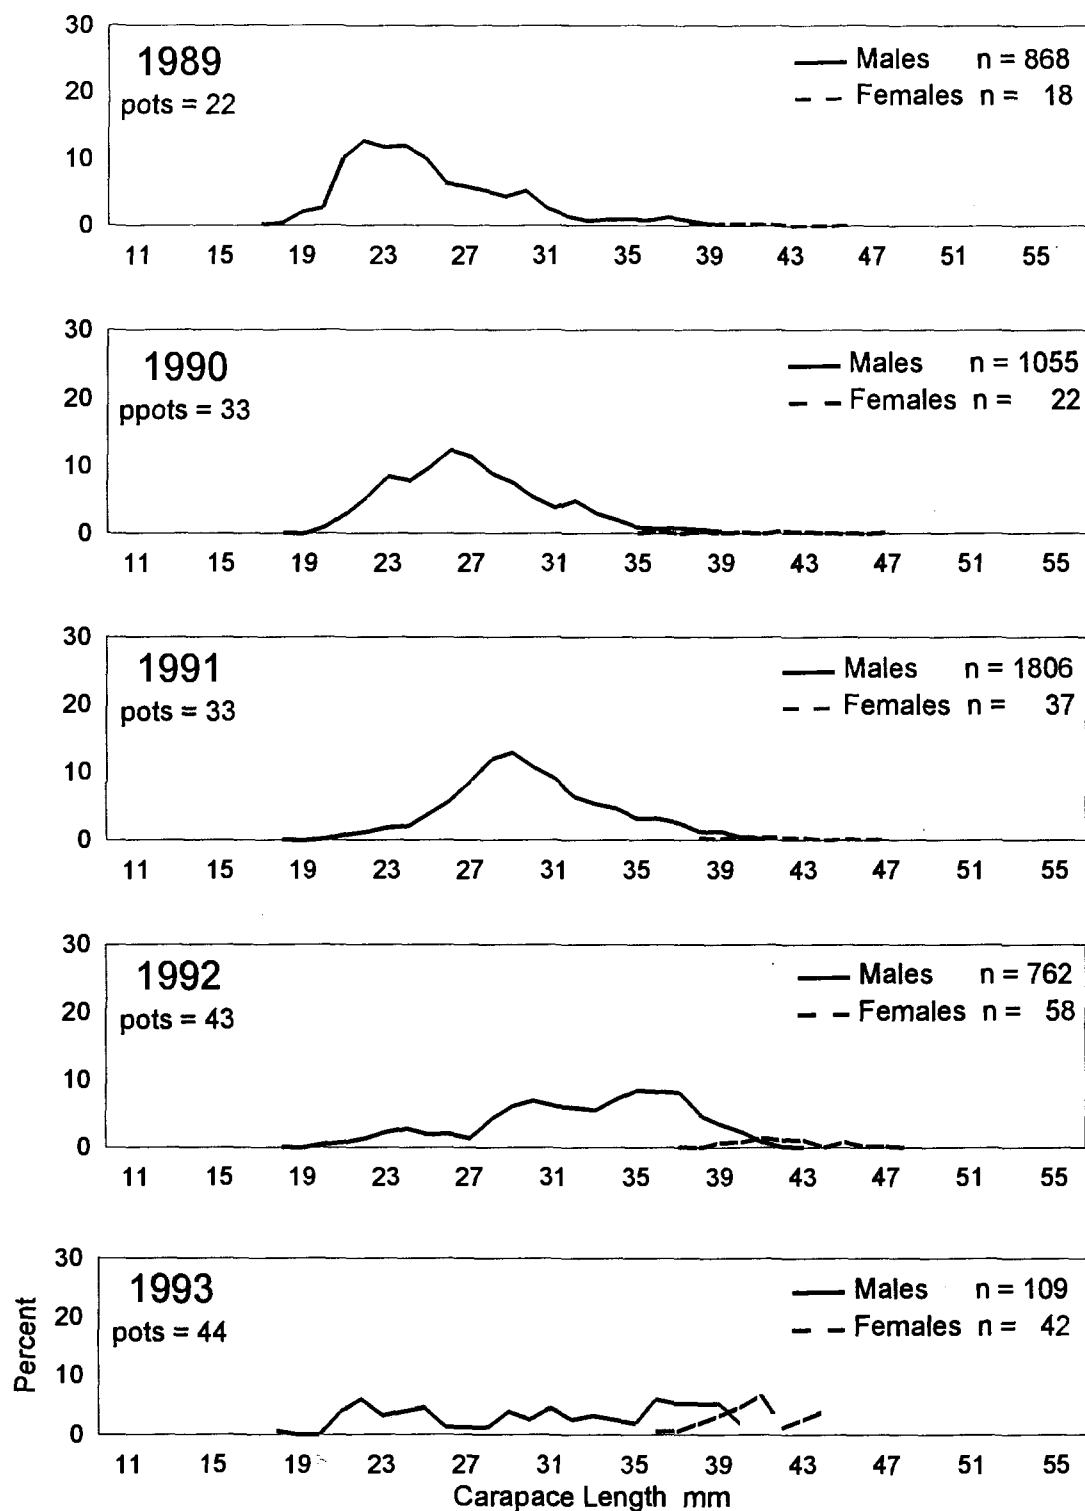 30
1989
Males n = 868
20
pots = 22
Females n = 18
10
0
11 15 19 23 27 31 35 39 43 47 51 55
30
1990
Males n = 1055
20
ppots = 33
Females n = 22
10
0
11 15 19 23 27 31 35 39 43 47 51 55
30
1991
Males n = 1806
20
pots = 33
Females n = 37
10
0
11 15 19 23 27 31 35 39 43 47 51 55
30
1992
Males n = 762
20
pots = 43
Females n = 58
10
0
11 15 19 23 27 31 35 39 43 47 51 55
30
1993
Males n = 109
20
pots = 44
Females n = 42
10
0
Percent
11 15 19 23 27 31 35 39 43 47 51 55
Carapace Length mm